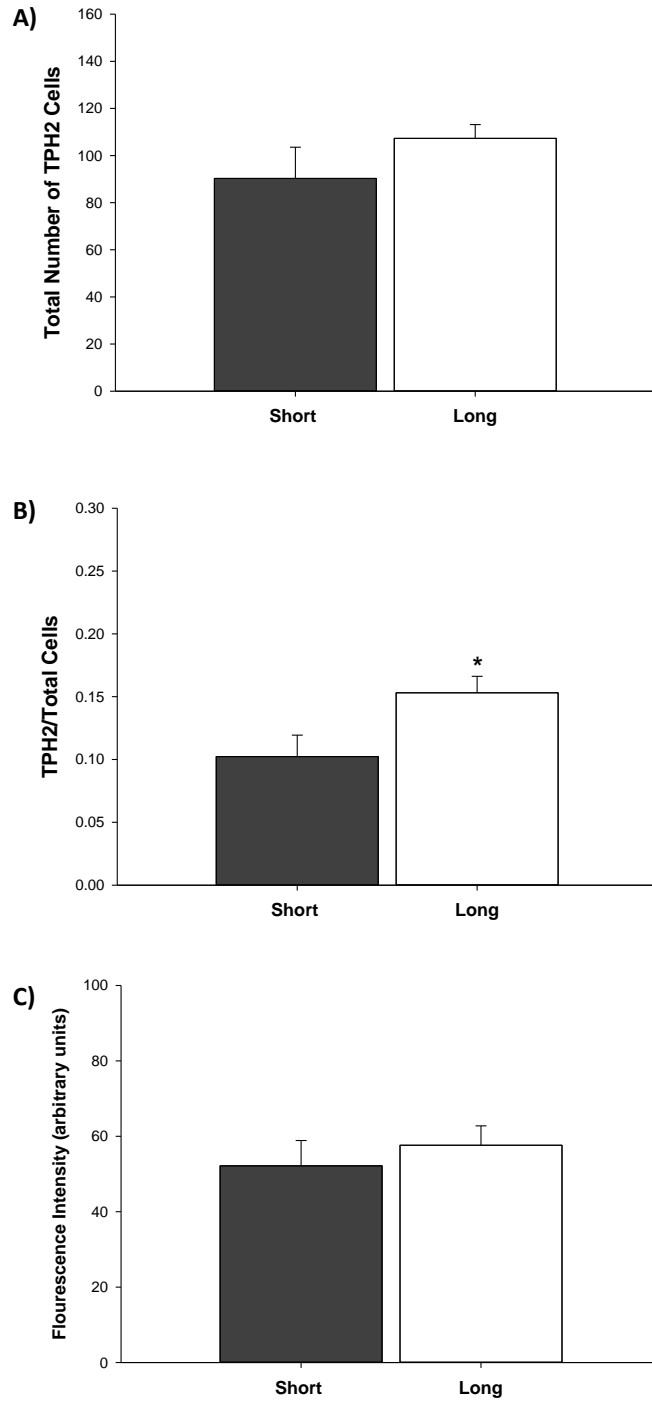 A)
Total Number of TPH2 Cells
160
140
120
100
80
60
40
20
0
Short Long
B)
TPH2/Total Cells
0.30
0.25
0.20
0.15
0.10
0.05
0.00
*
Short Long
C)
Flourescence Intensity (arbitrary units)
100
80
60
40
20
0
Short Long